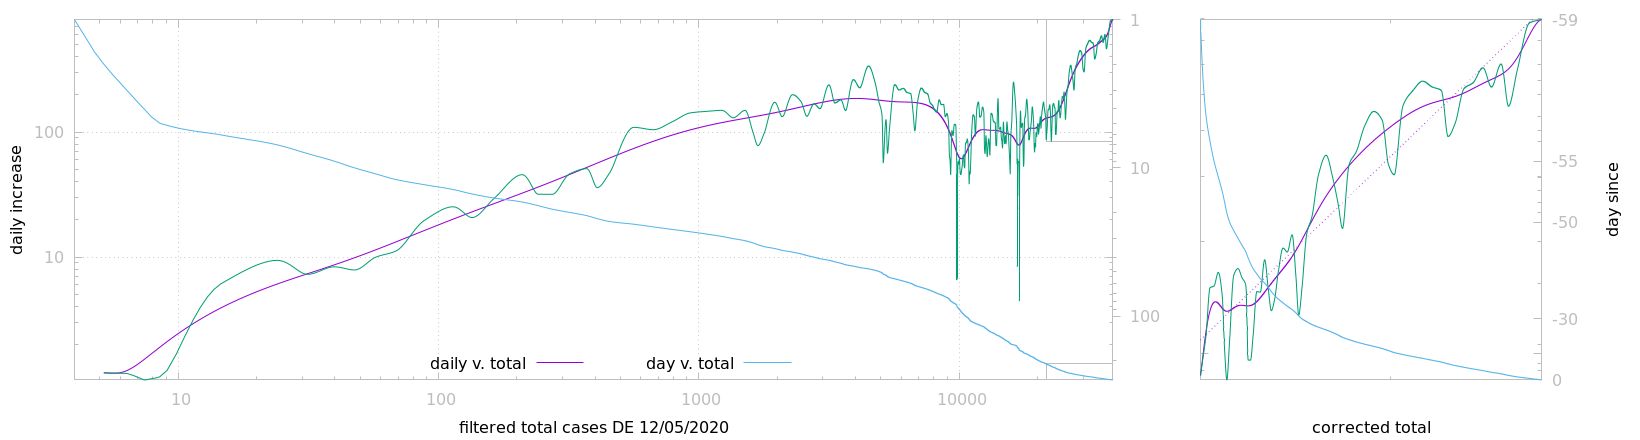 1
-59
100
daily increase
10
-55
day since
-50
10
100
-30
daily v. total
day v. total
0
10
100
1000
10000
filtered total cases DE 12/05/2020
corrected total